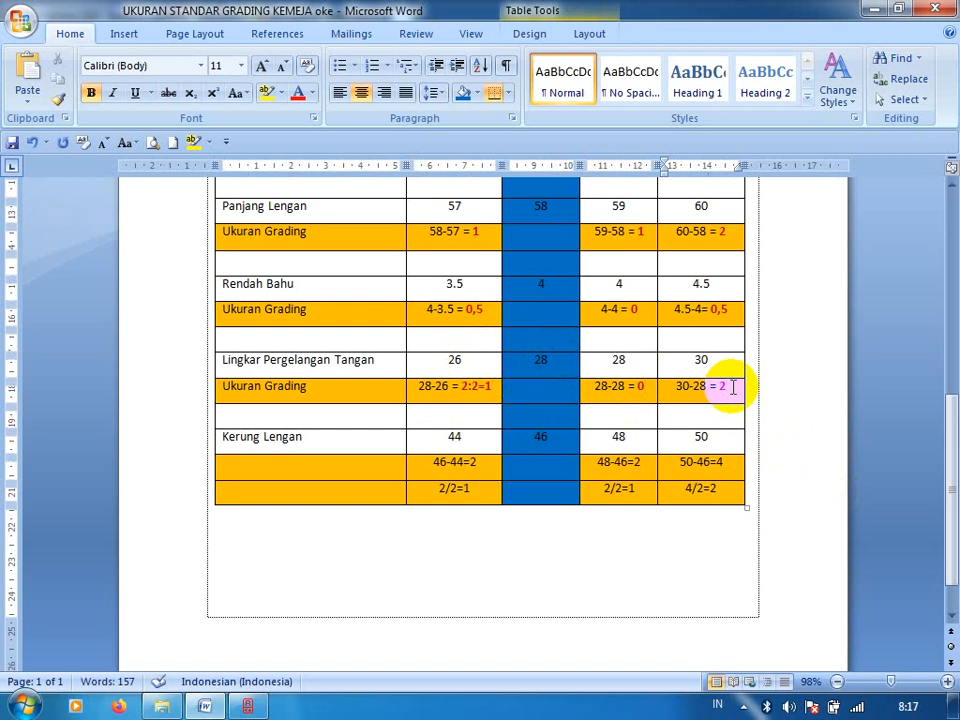 UKURAN STANDAR GRADING KEMEJA oke - Microsoft Word
Table Tools
Home Insert Page Layout References Mailings Review View Design Layout
Paste
Clipboard
Calibri (Body) 11
Font
Paragraph
AaBbCcDc AaBbCcDc AaBbCc AaBbCc
¶ Normal ¶ No Spaci... Heading 1 Heading 2
Styles
Change Styles
Find
Replace
Select
Editing
Panjang Lengan 57 58 59 60
Ukuran Grading 58-57 = 1 59-58 = 1 60-58 = 2
Rendah Bahu 3.5 4 4 4.5
Ukuran Grading 4-3.5 = 0,5 4-4 = 0 4.5-4= 0,5
Lingkar Pergelangan Tangan 26 28 28 30
Ukuran Grading 28-26 = 2:2=1 28-28 = 0 30-28 = 2
Kerung Lengan 44 46 48 50
46-44=2 48-46=2 50-46=4
2/2=1 2/2=1 4/2=2
Page: 1 of 1 Words: 157 Indonesian (Indonesia) 98%
IN 8:17